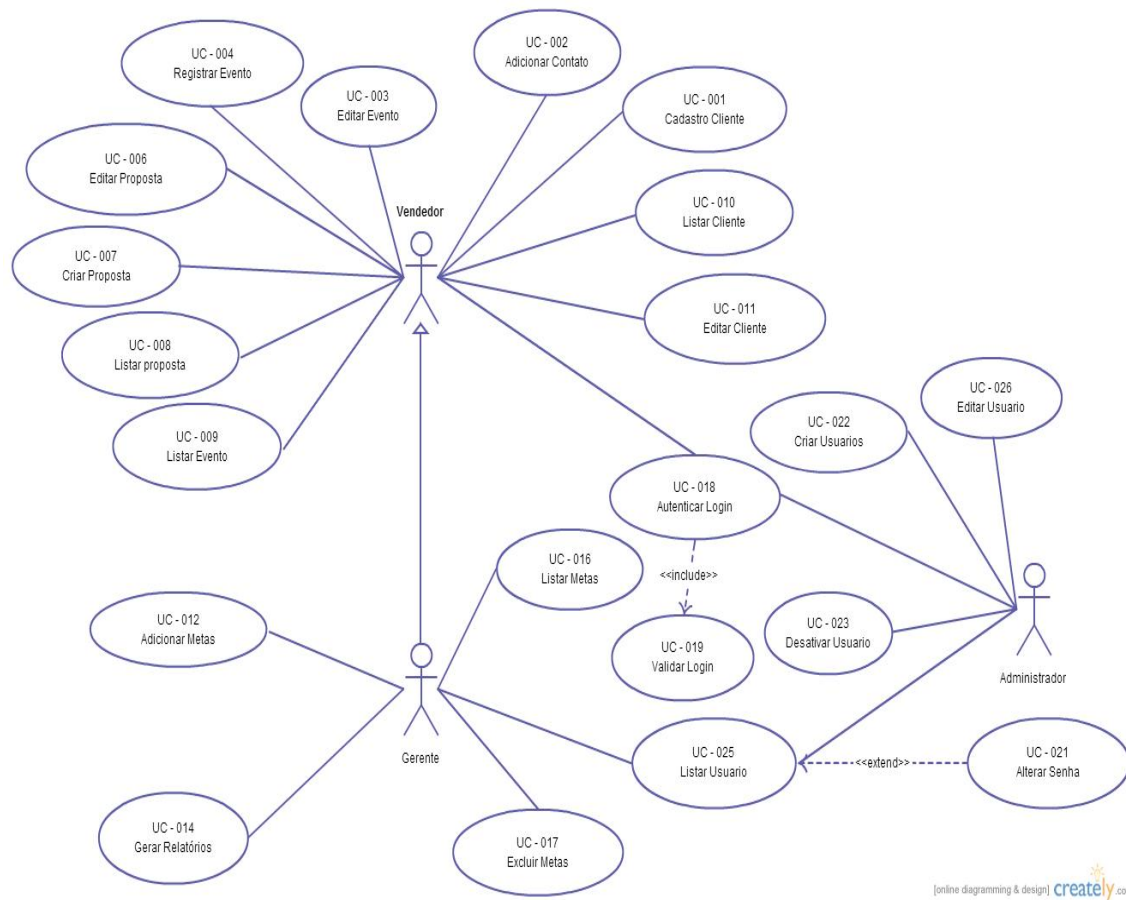 UC - 004
Registrar Evento
UC - 002
Adicionar Contato
UC - 003
Editar Evento
UC - 001
Cadastro Cliente
UC - 006
Editar Proposta
UC - 010
Listar Cliente
Vendedor
UC - 007
Criar Proposta
UC - 011
Editar Cliente
UC - 008
Listar proposta
UC - 026
Editar Usuario
UC - 022
Criar Usuarios
UC - 009
Listar Evento
UC - 018
Autenticar Login
UC - 016
Listar Metas
<<include>>
UC - 012
Adicionar Metas
UC - 023
Desativar Usuario
UC - 019
Validar Login
Administrador
Gerente
UC - 025
Listar Usuario
<<extend>>
UC - 021
Alterar Senha
UC - 014
Gerar Relatórios
UC - 017
Excluir Metas
[online diagramming & design] creately.co